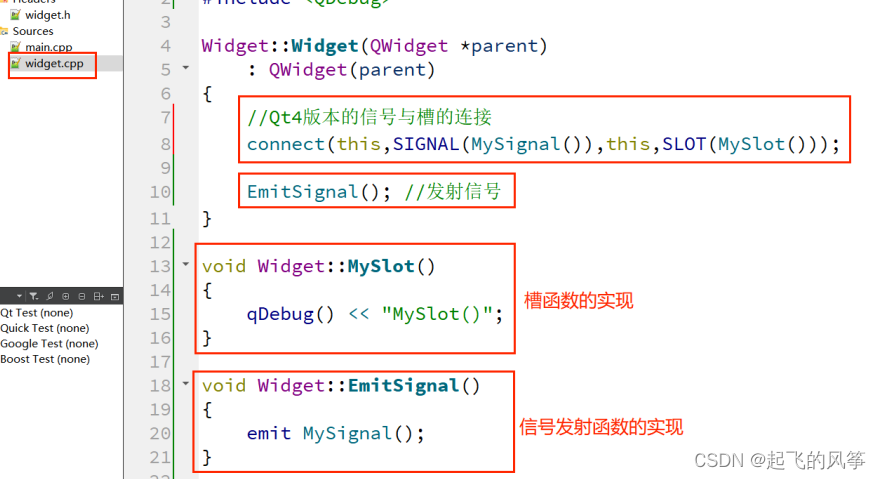 Headers
widget.h
Sources
main.cpp
widget.cpp
Qt Test (none)
Quick Test (none)
Google Test (none)
Boost Test (none)
2 #include <QDebug>
3
4 Widget::Widget(QWidget *parent)
5 : QWidget(parent)
6 {
7 //Qt4版本的信号与槽的连接
8 connect(this,SIGNAL(MySignal()),this,SLOT(MySlot()));
9
10 EmitSignal(); //发射信号
11 }
12
13 void Widget::MySlot()
14 {
15 qDebug() << "MySlot()";
16 }
17
18 void Widget::EmitSignal()
19 {
20 emit MySignal();
21 }
槽函数的实现
信号发射函数的实现
CSDN @起飞的风筝